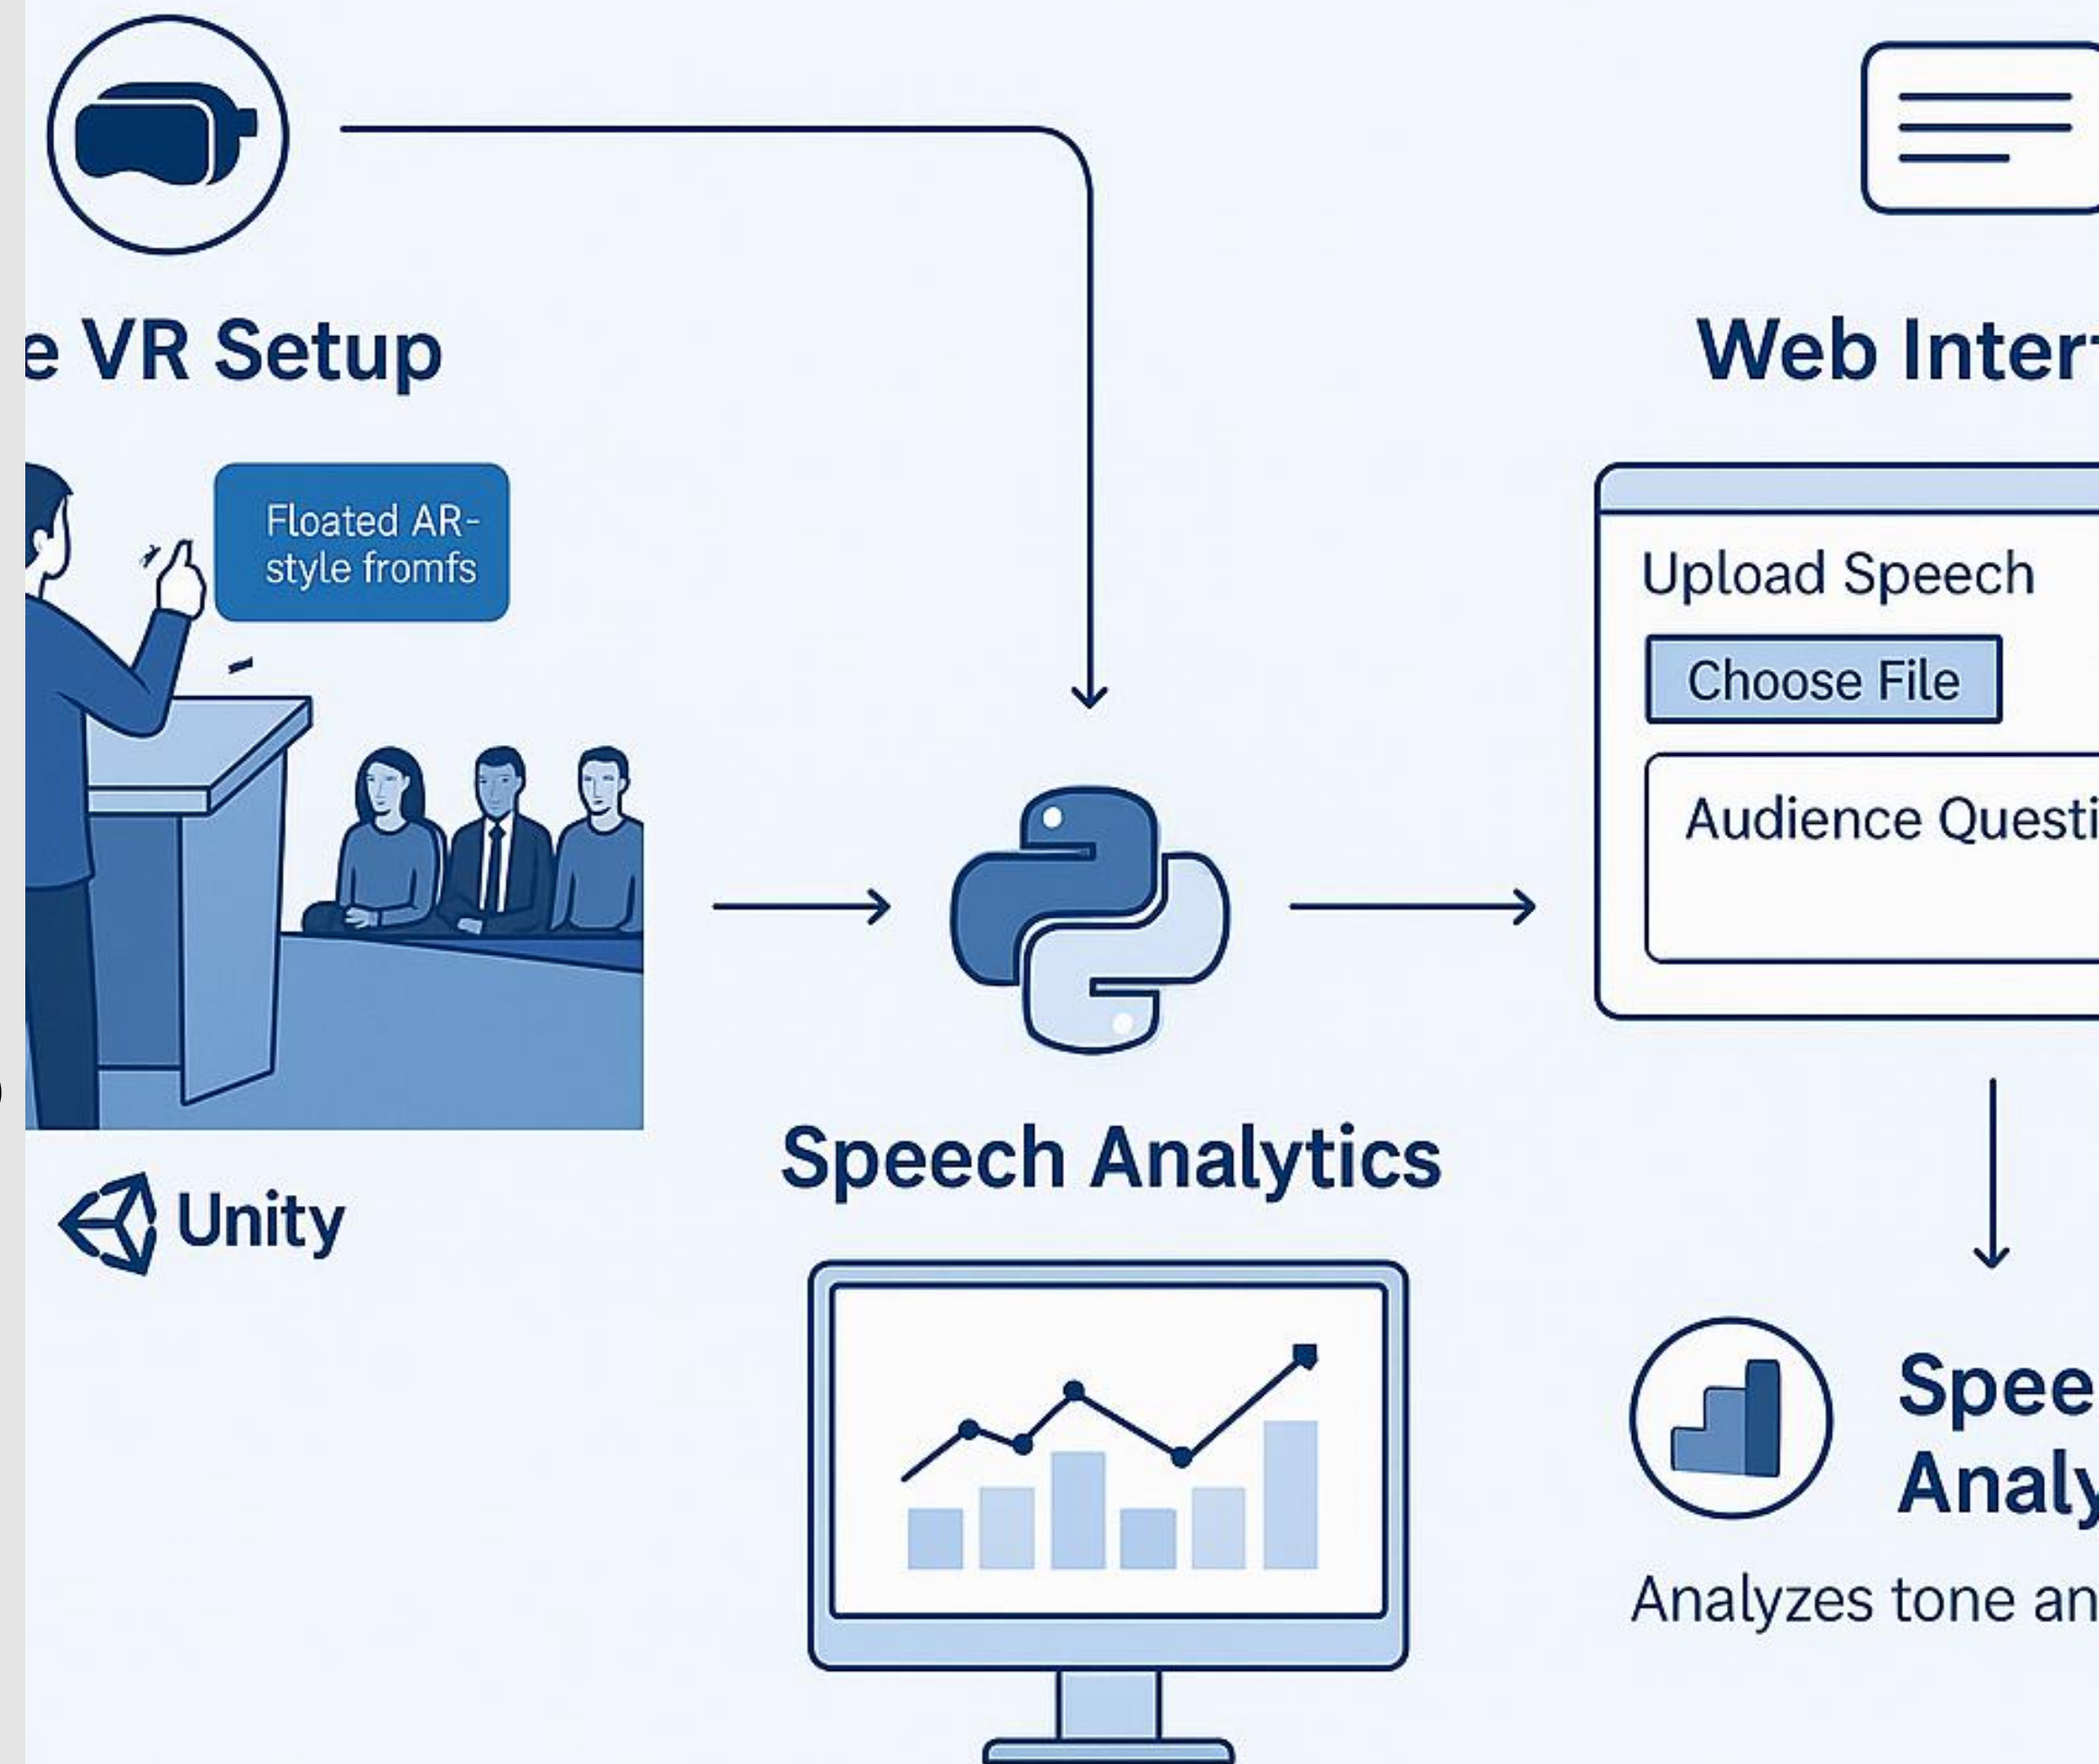 e VR Setup
Floated AR-
style fromfs
Unity
Speech Analytics
Web Interf
Upload Speech
Choose File
Audience Questi
Spee
Analy
Analyzes tone an